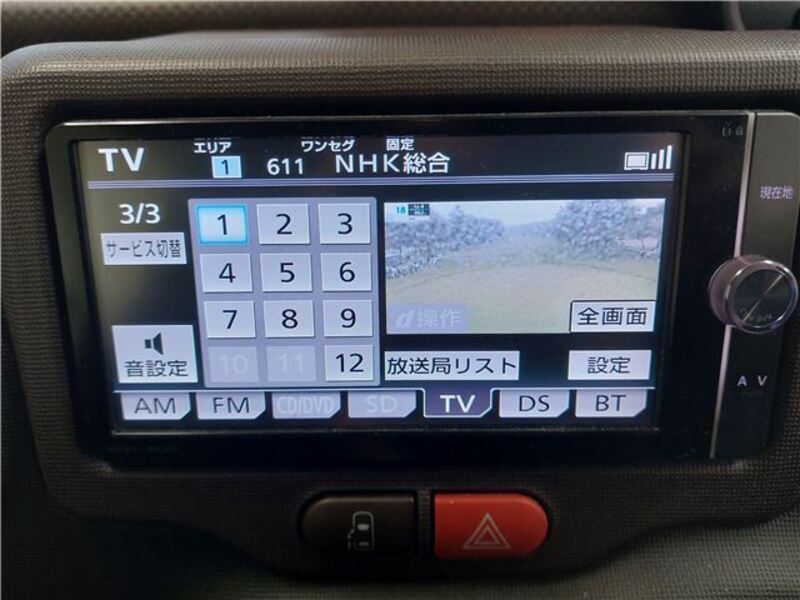 TV エリア 1 611 ワンセグ 固定 NHK総合
3/3
サービス切替
1 2 3
4 5 6
7 8 9
10 11 12
音設定
18
d操作
全画面
放送局リスト
設定
AM FM CD/DVD SD TV DS BT
現在地
AV